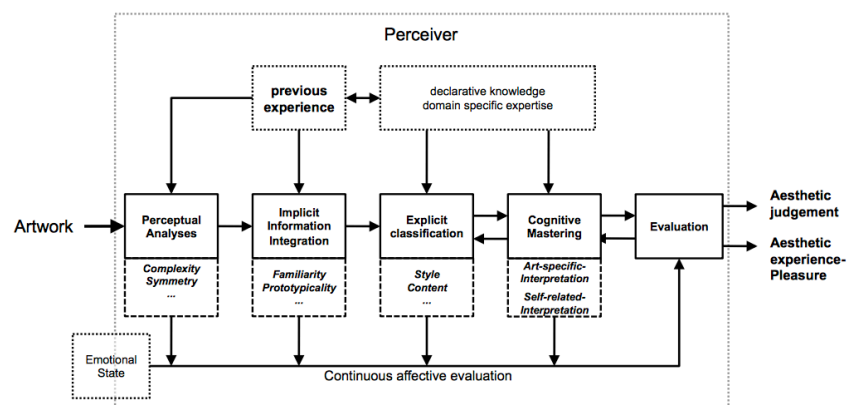 Perceiver
previous
experience
declarative knowledge
domain specific expertise
Artwork
Perceptual
Analyses
Complexity
Symmetry
...
Implicit
Information
Integration
Familiarity
Prototypicality
...
Explicit
classification
Style
Content
...
Cognitive
Mastering
Art-specific-
Interpretation
Self-related-
Interpretation
Evaluation
Aesthetic
judgement
Aesthetic
experience-
Pleasure
Emotional
State
Continuous affective evaluation